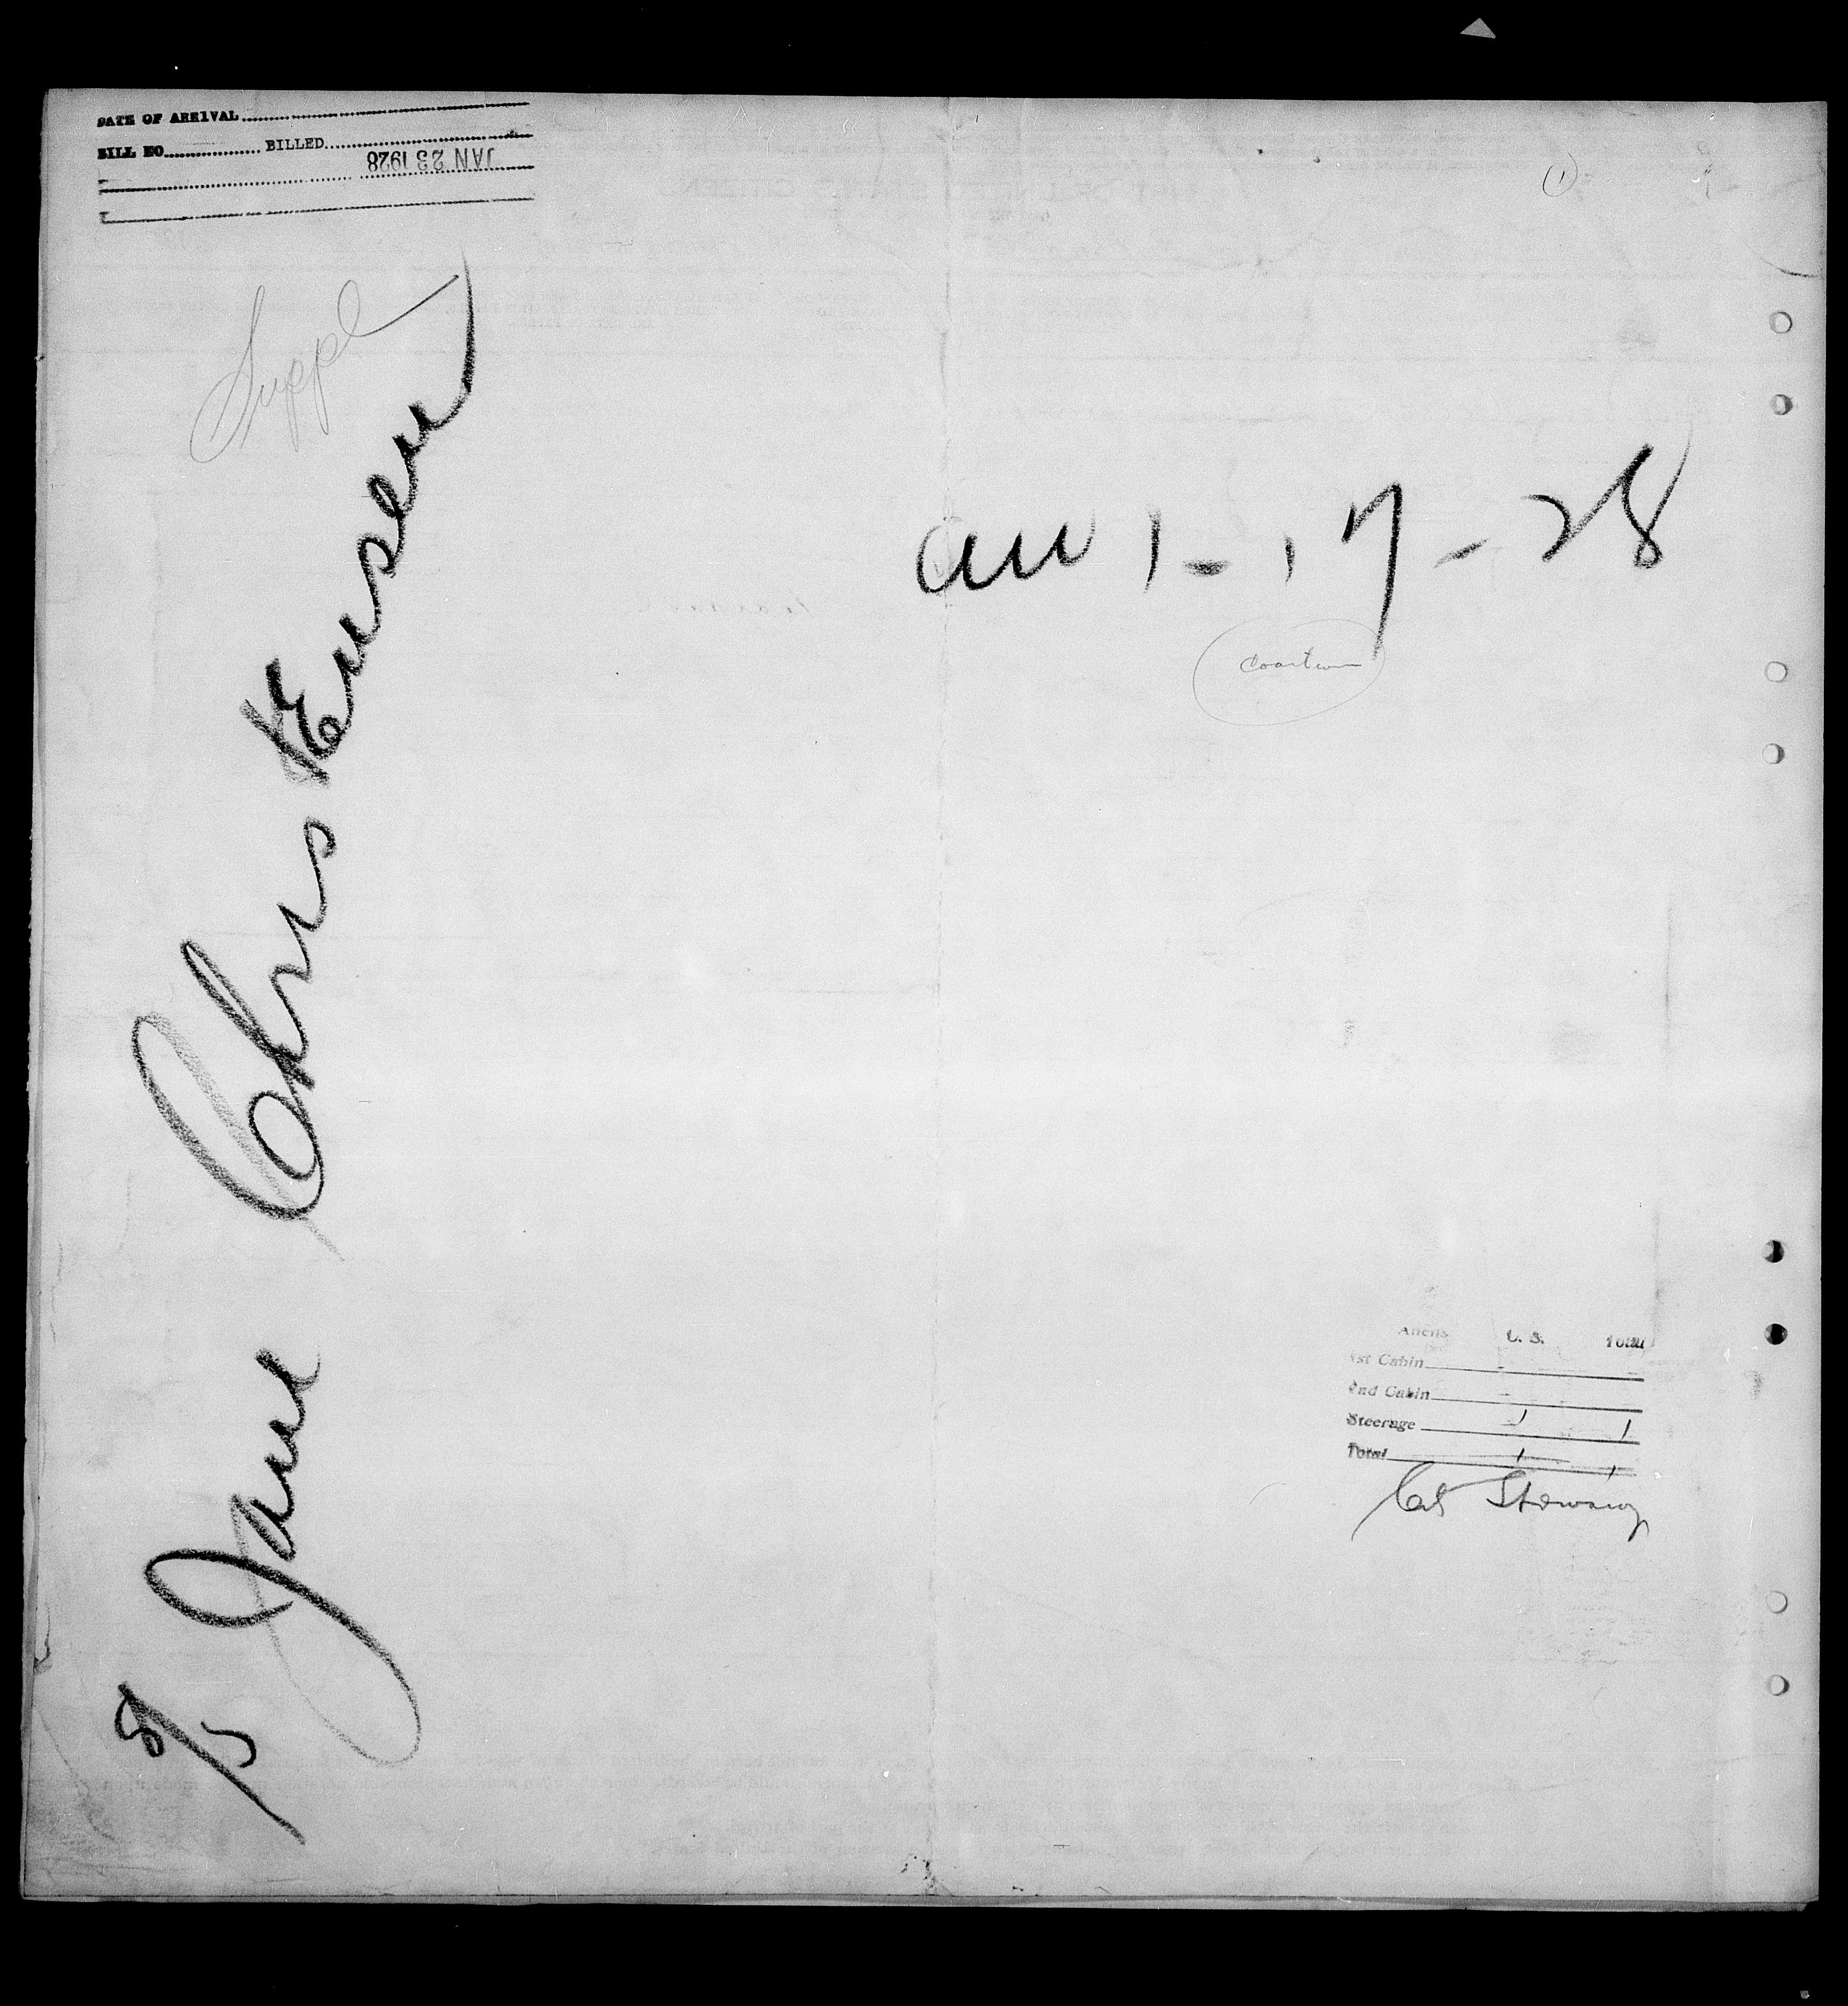 DATE OF ARRIVAL
BILL NO. BILLED
JAN 23 1928
(1)
Suppl
S/S Jane Christensen
arr 1-17-28
Aliens U. S. Total
1st Cabin - -
2nd Cabin -
Steerage 1 1
Total 1 1